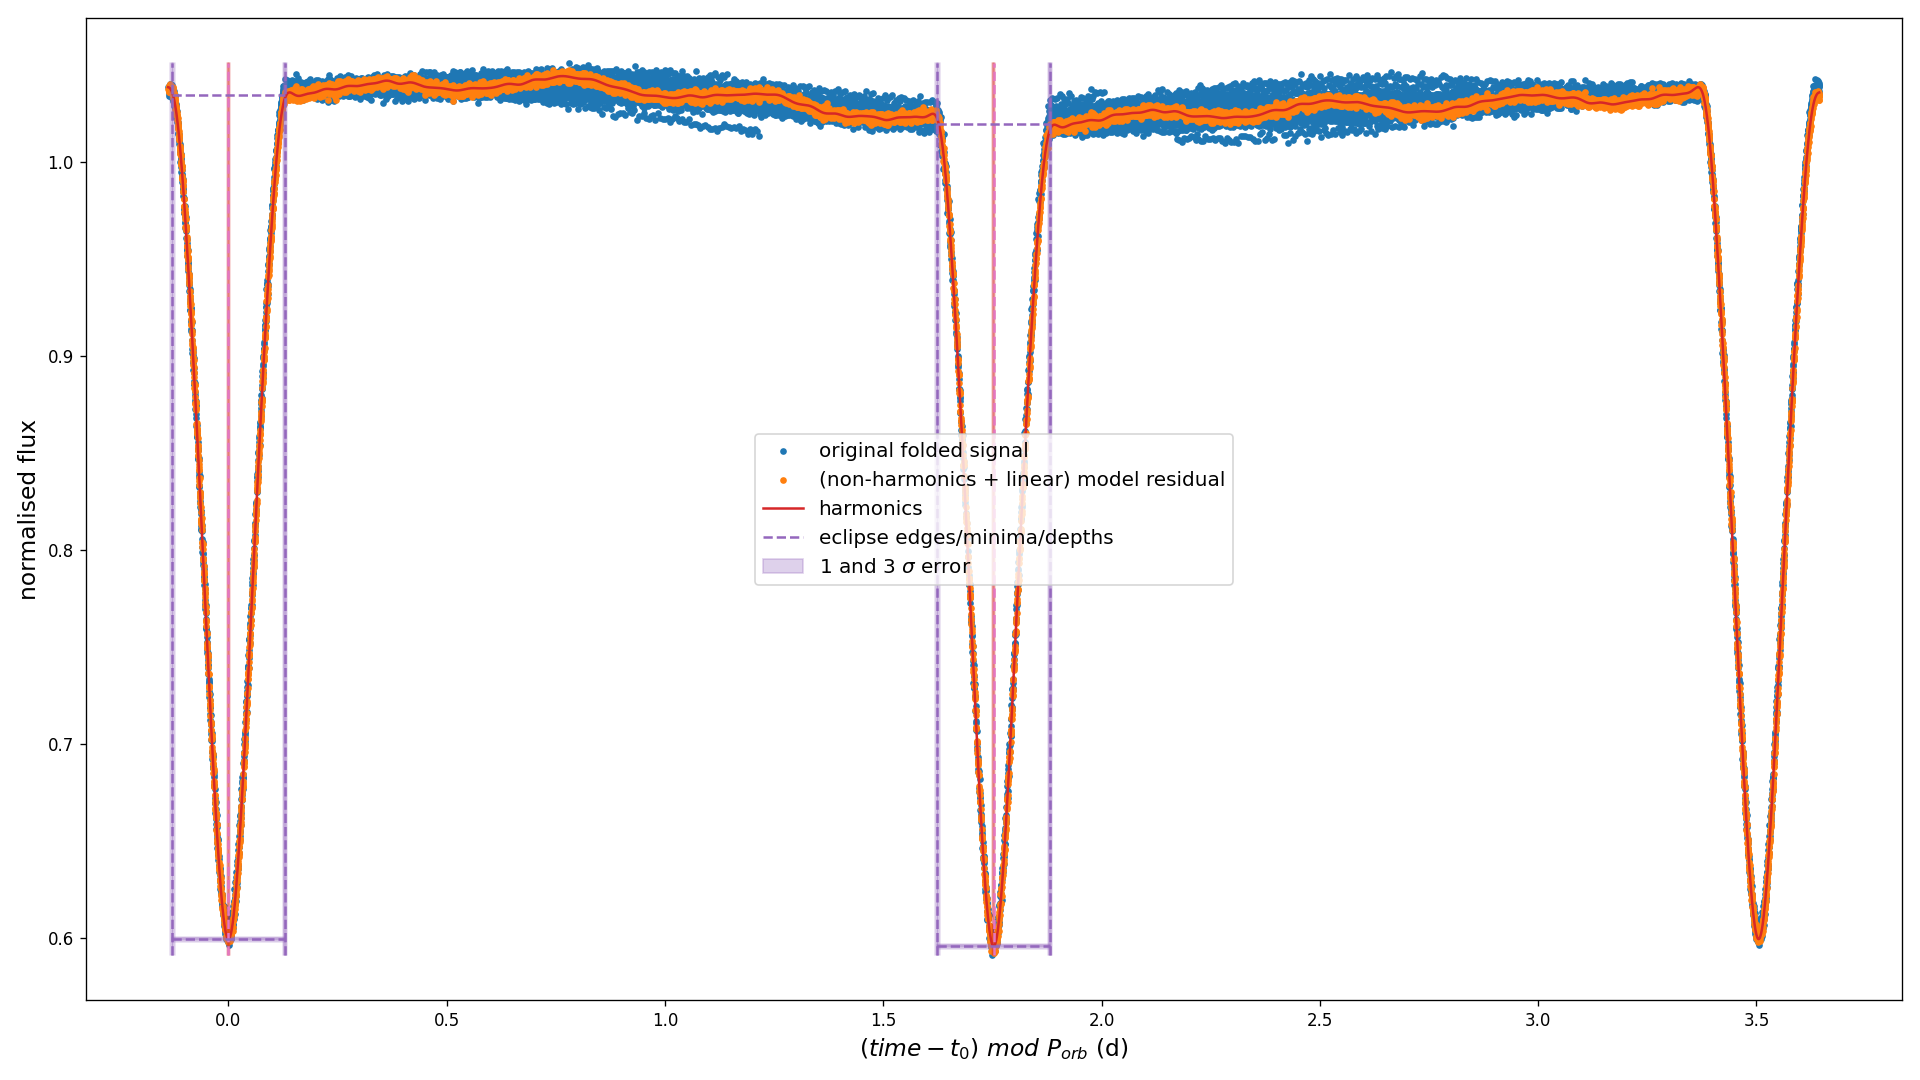 normalised flux
1.0
0.9
0.8
0.7
0.6
original folded signal
(non-harmonics + linear) model residual
harmonics
eclipse edges/minima/depths
1 and 3 σ error
0.0 0.5 1.0 1.5 2.0 2.5 3.0 3.5
(time − t₀) mod Pₒᵣb (d)